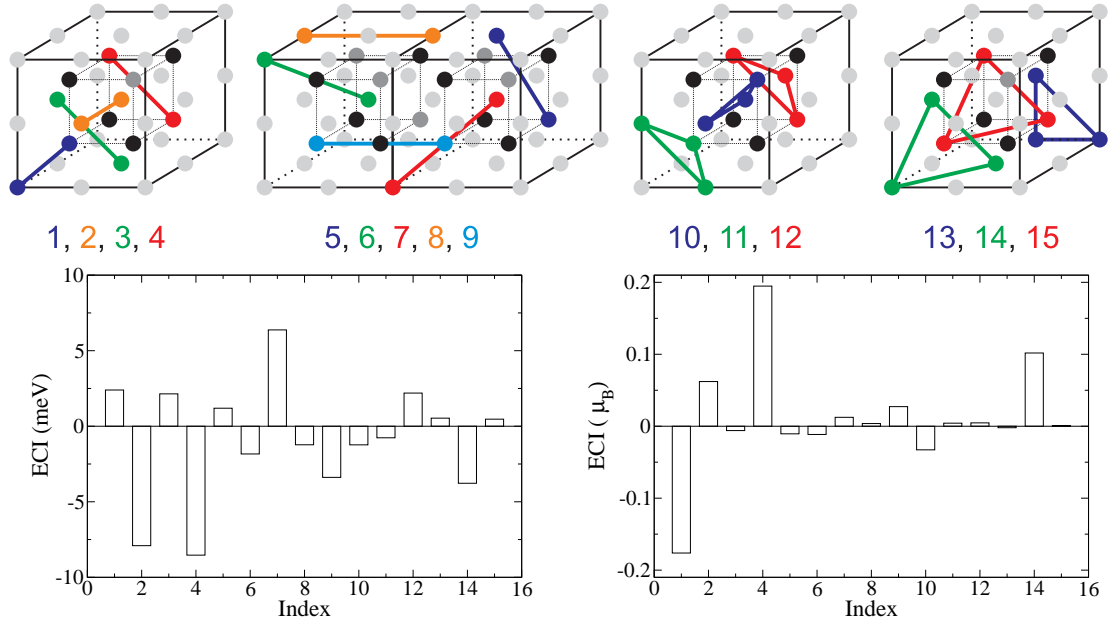 1, 2, 3, 4
5, 6, 7, 8, 9
10, 11, 12
13, 14, 15
10
5
0
-5
-10
ECI (meV)
0 2 4 6 8 10 12 14 16
Index
0.2
0.1
0
-0.1
-0.2
ECI ( μB)
0 2 4 6 8 10 12 14 16
Index